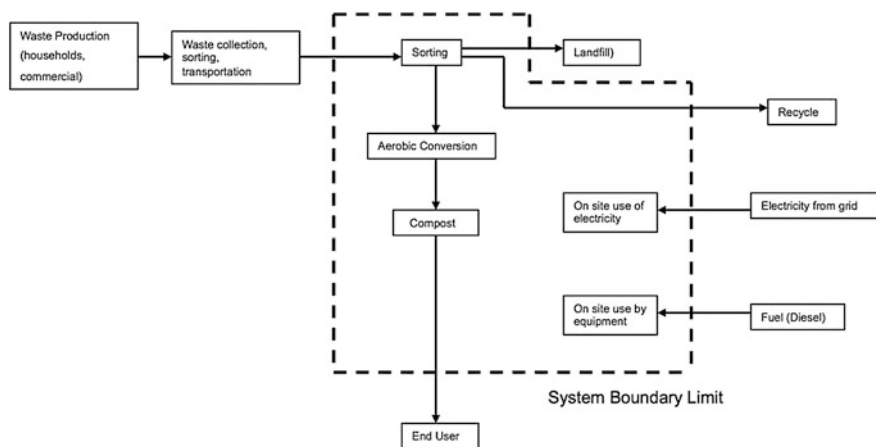 Waste Production
(households,
commercial)
Waste collection,
sorting,
transportation
Sorting
Landfill)
Recycle
Aerobic Conversion
On site use of
electricity
Electricity from grid
Compost
On site use by
equipment
Fuel (Diesel)
System Boundary Limit
End User